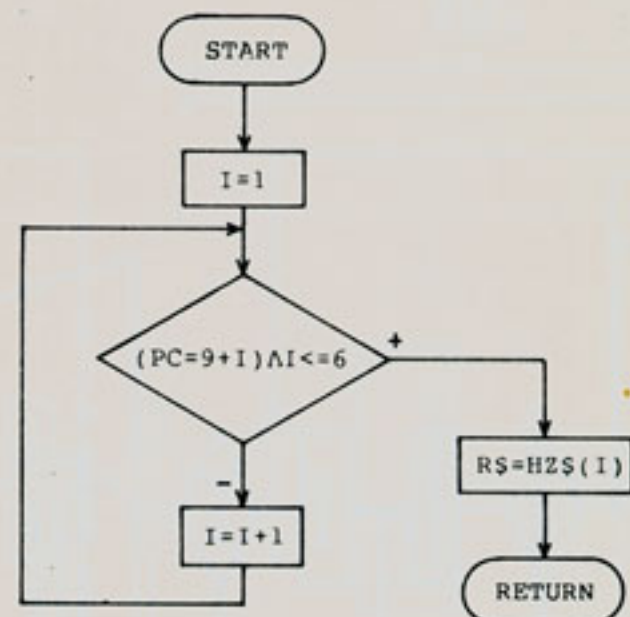 START
I=1
(PC=9+I)ΛI<=6
+
-
R$=HZ$(I)
I=I+1
RETURN